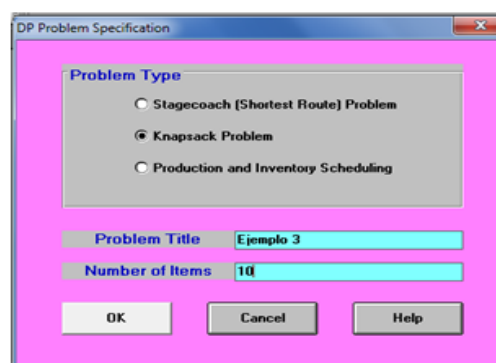 DP Problem Specification
Problem Type
Stagecoach (Shortest Route) Problem
Knapsack Problem
Production and Inventory Scheduling
Problem Title Ejemplo 3
Number of Items 10
OK Cancel Help